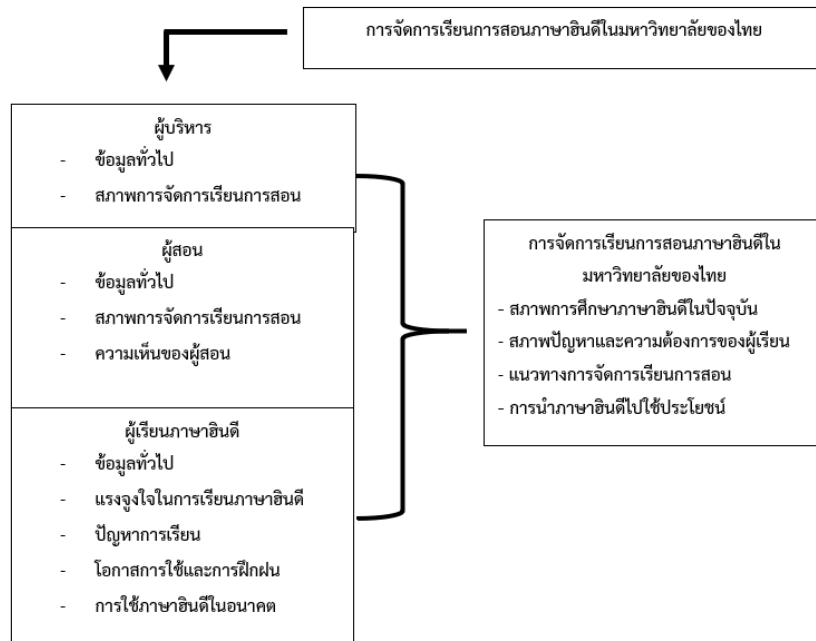 การจัดการเรียนการสอนภาษาฮินดีในมหาวิทยาลัยของไทย
ผู้บริหาร
- ข้อมูลทั่วไป
- สภาพการจัดการเรียนการสอน
ผู้สอน
- ข้อมูลทั่วไป
- สภาพการจัดการเรียนการสอน
- ความเห็นของผู้สอน
ผู้เรียนภาษาฮินดี
- ข้อมูลทั่วไป
- แรงจูงใจในการเรียนภาษาฮินดี
- ปัญหาการเรียน
- โอกาสการใช้และการฝึกฝน
- การใช้ภาษาฮินดีในอนาคต
การจัดการเรียนการสอนภาษาฮินดีใน
มหาวิทยาลัยของไทย
- สภาพการศึกษาภาษาฮินดีในปัจจุบัน
- สภาพปัญหาและความต้องการของผู้เรียน
- แนวทางการจัดการเรียนการสอน
- การนำภาษาฮินดีไปใช้ประโยชน์